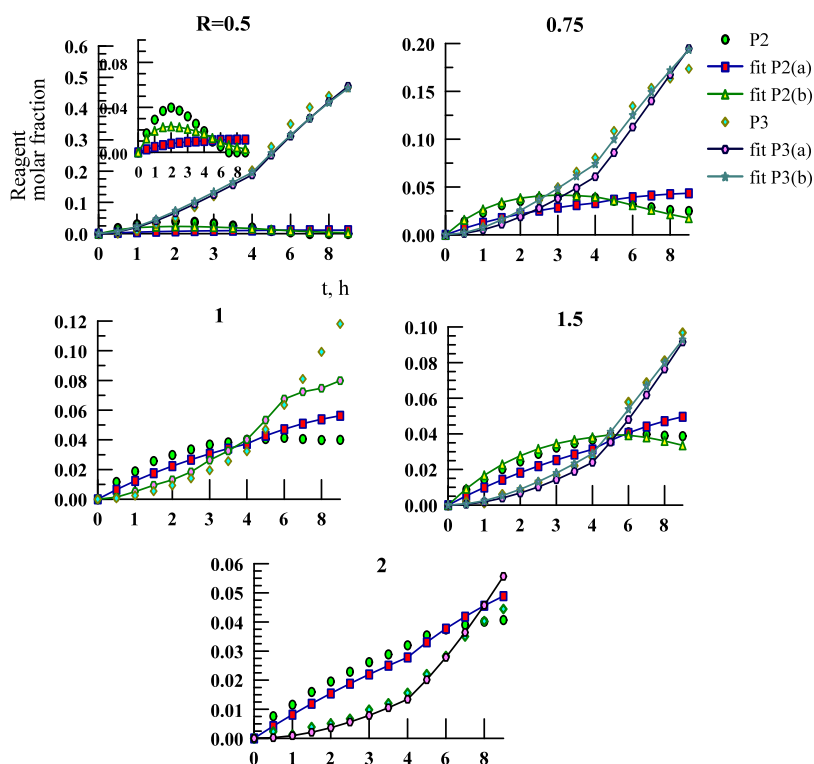 R=0.5
0.75
P2
fit P2(a)
fit P2(b)
P3
fit P3(a)
fit P3(b)
Reagent
molar fraction
0.6
0.5
0.4
0.3
0.2
0.1
0.0
0.08
0.04
0.00
0 1 2 3 4 6 8
0 1 2 3 4 6 8
0.20
0.15
0.10
0.05
0.00
0 1 2 3 4 6 8
t, h
1
0.12
0.10
0.08
0.06
0.04
0.02
0.00
0 1 2 3 4 6 8
1.5
0.10
0.08
0.06
0.04
0.02
0.00
0 1 2 3 4 6 8
2
0.06
0.05
0.04
0.03
0.02
0.01
0.00
0 1 2 3 4 6 8